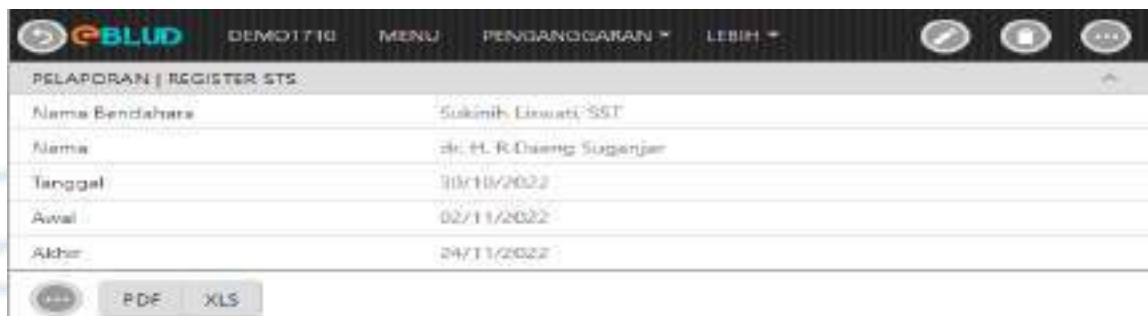 eBLUD DEMO1710 MENU PENGANGGARAN LEBIH
PELAPORAN | REGISTER STS
Nama Bendahara Sukinih Liswati, SST
Nama dr. H. R.Daeng Suganjar
Tanggal 30/10/2022
Awal 02/11/2022
Akhir 24/11/2022
PDF XLS